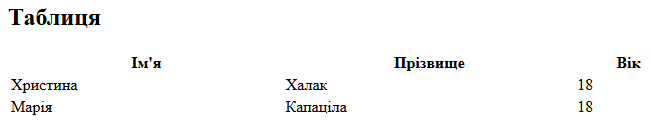 Таблиця
Ім'я Прізвище Вік
Христина Халак 18
Марія Капаціла 18